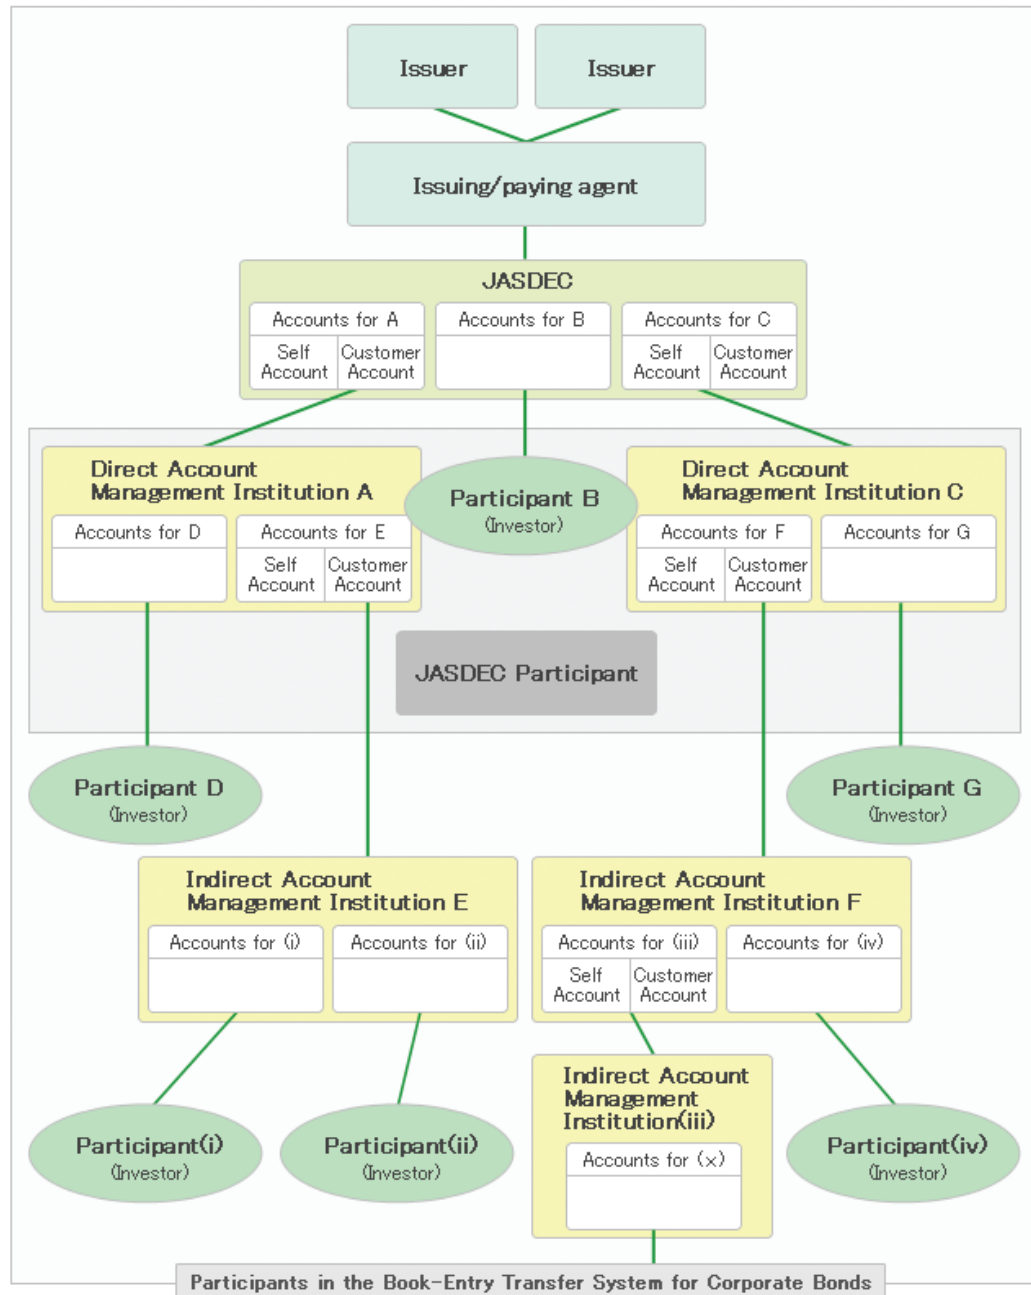 Issuer
Issuer
Issuing/paying agent
JASDEC
Accounts for A
Self
Account
Customer
Account
Accounts for B
Accounts for C
Self
Account
Customer
Account
Direct Account
Management Institution A
Accounts for D
Accounts for E
Self
Account
Customer
Account
Participant B
(Investor)
Direct Account
Management Institution C
Accounts for F
Self
Account
Customer
Account
Accounts for G
JASDEC Participant
Participant D
(Investor)
Participant G
(Investor)
Indirect Account
Management Institution E
Accounts for (i)
Accounts for (ii)
Indirect Account
Management Institution F
Accounts for (iii)
Self
Account
Customer
Account
Accounts for (iv)
Participant(i)
(Investor)
Participant(ii)
(Investor)
Indirect Account
Management
Institution(iii)
Accounts for (x)
Participant(iv)
(Investor)
Participants in the Book-Entry Transfer System for Corporate Bonds